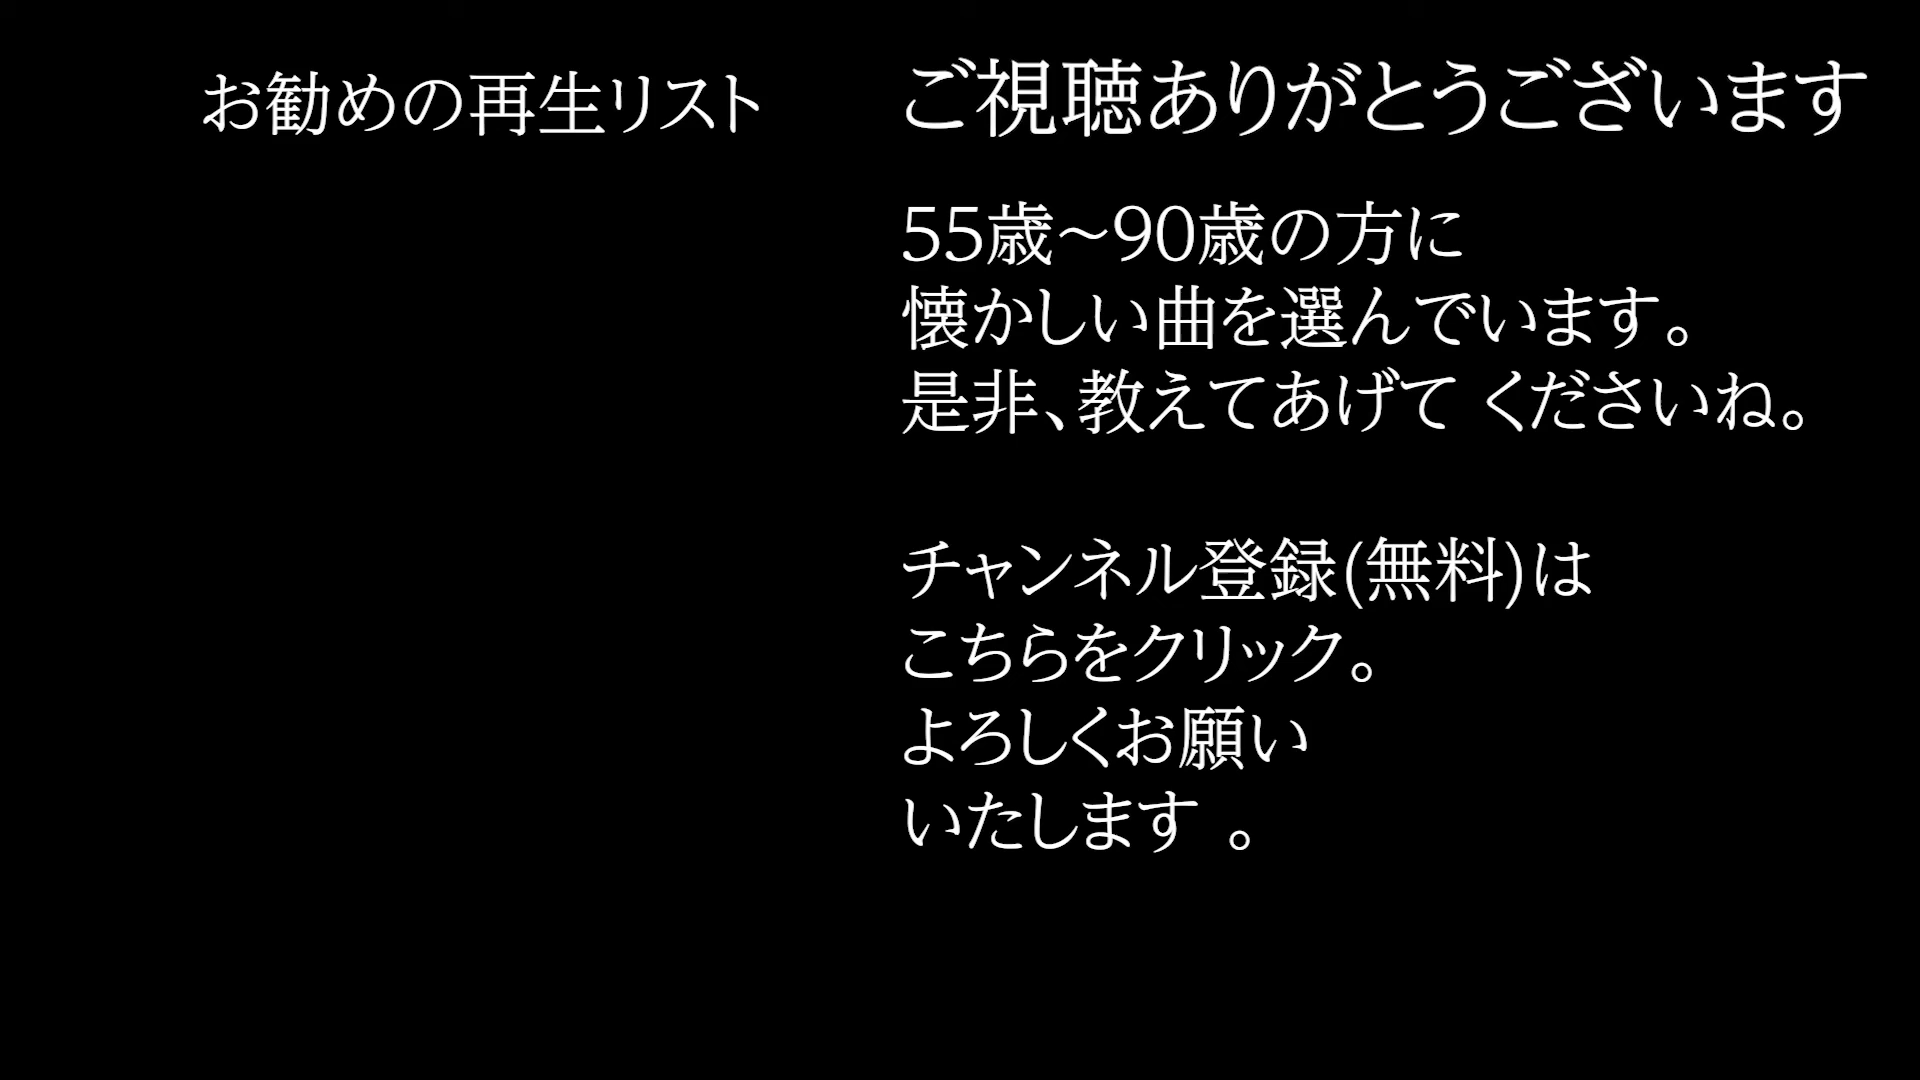 お勧めの再生リスト
ご視聴ありがとうございます
55歳～90歳の方に
懐かしい曲を選んでいます。
是非、教えてあげて くださいね。
チャンネル登録(無料)は
こちらをクリック。
よろしくお願い
いたします 。